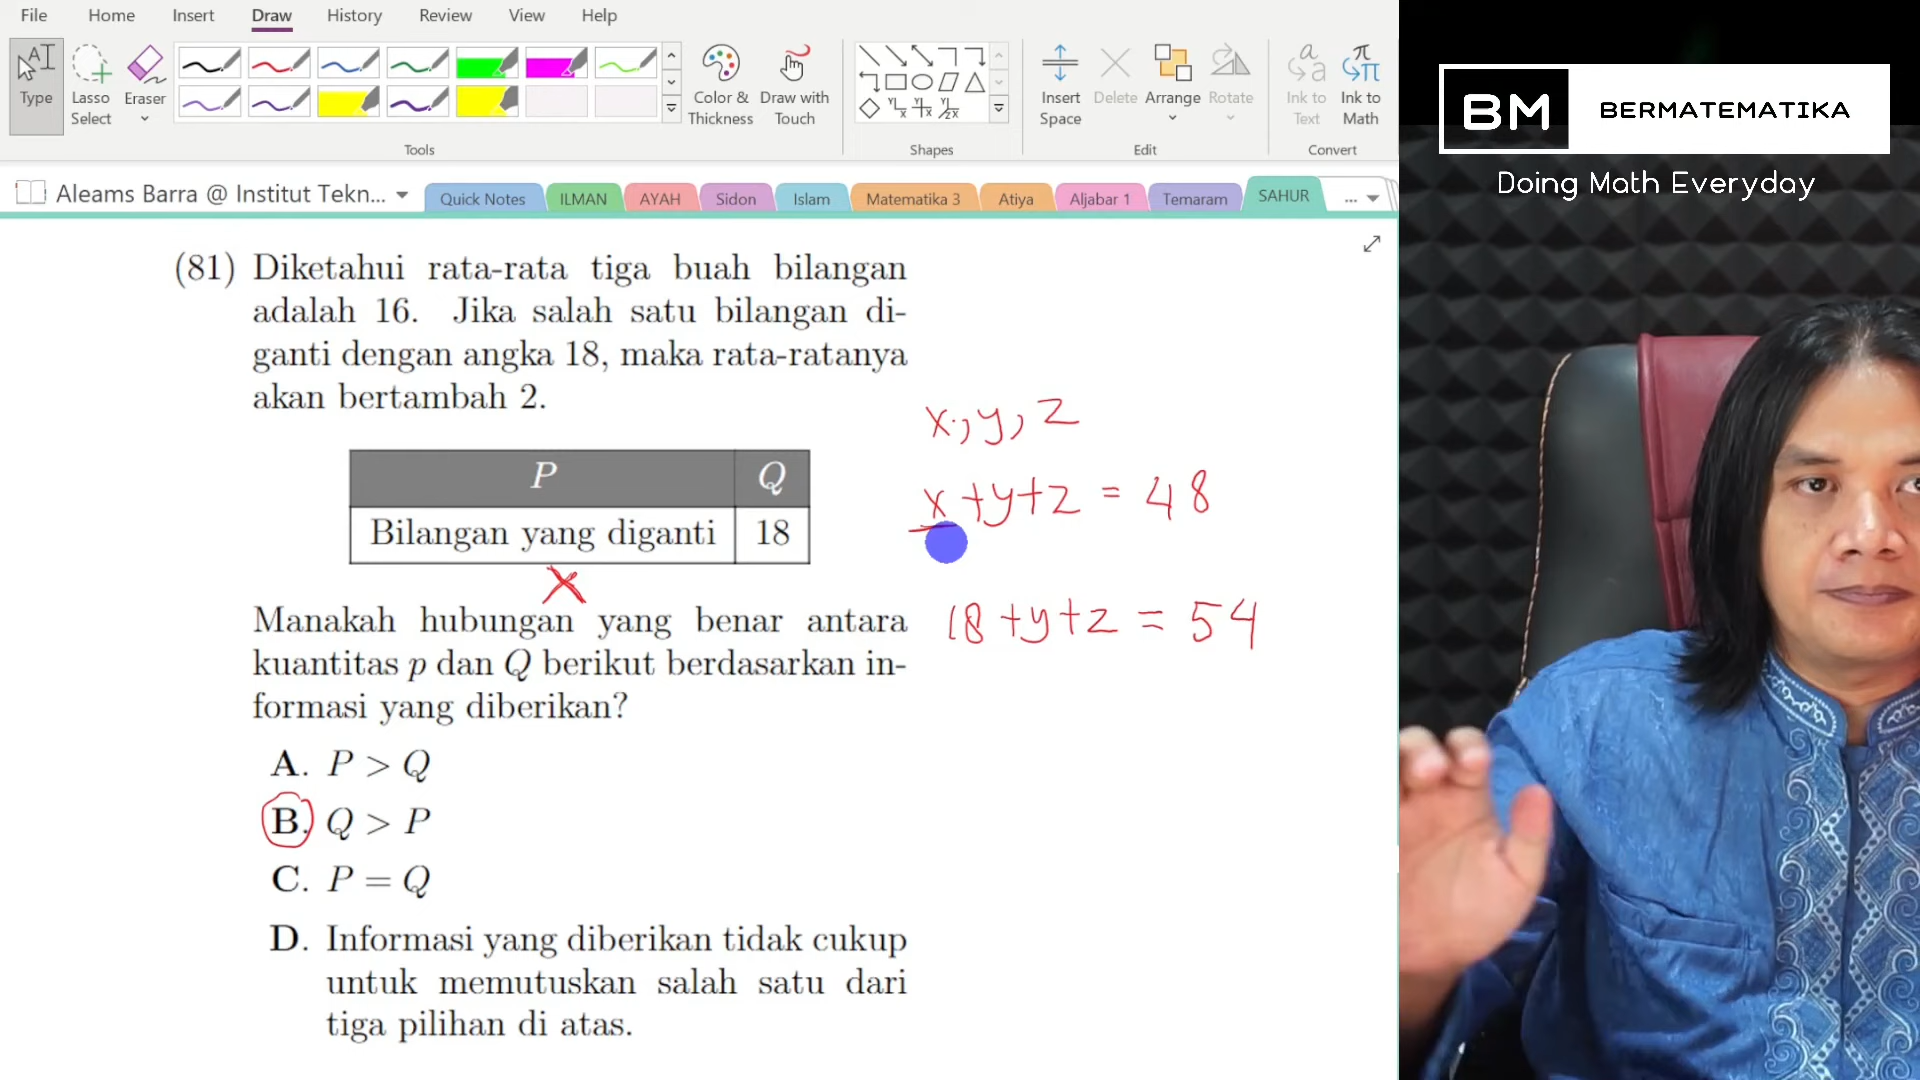 File Home Insert Draw History Review View Help
Type Lasso Select Eraser Color & Thickness Draw with Touch Insert Space Delete Arrange Rotate Ink to Text Ink to Math
Tools Shapes Edit Convert
Aleams Barra @ Institut Tekn... Quick Notes ILMAN AYAH Sidon Islam Matematika 3 Atiya Aljabar 1 Temaram SAHUR ...
BM BERMATEMATIKA
Doing Math Everyday
(81) Diketahui rata-rata tiga buah bilangan
adalah 16. Jika salah satu bilangan di-
ganti dengan angka 18, maka rata-ratanya
akan bertambah 2.
P Q
Bilangan yang diganti 18
x
Manakah hubungan yang benar antara
kuantitas p dan Q berikut berdasarkan in-
formasi yang diberikan?
A. P > Q
B. Q > P
C. P = Q
D. Informasi yang diberikan tidak cukup
untuk memutuskan salah satu dari
tiga pilihan di atas.
x, y, z
x + y + z = 48
18 + y + z = 54